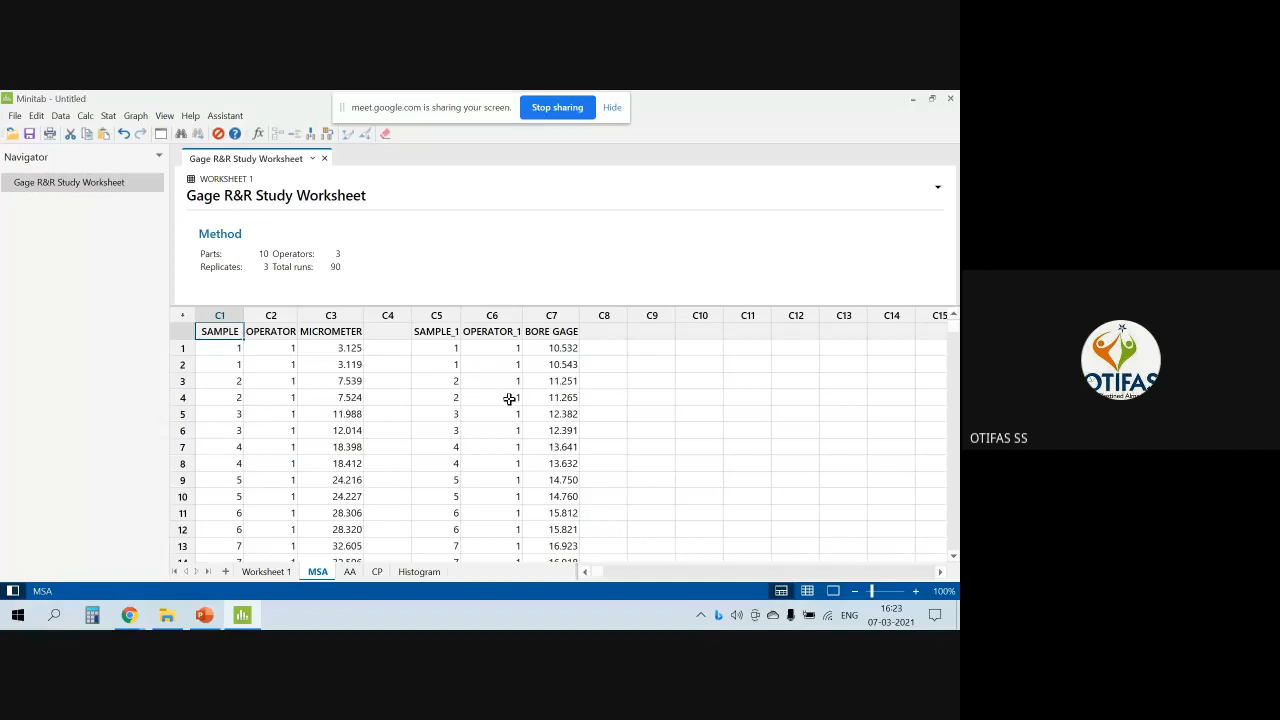 Minitab - Untitled
meet.google.com is sharing your screen. Stop sharing Hide
File Edit Data Calc Stat Graph View Help Assistant
Navigator
Gage R&R Study Worksheet
Gage R&R Study Worksheet
WORKSHEET 1
Gage R&R Study Worksheet
Method
Parts: 10 Operators: 3
Replicates: 3 Total runs: 90
C1 C2 C3 C4 C5 C6 C7 C8 C9 C10 C11 C12 C13 C14 C15
SAMPLE OPERATOR MICROMETER SAMPLE_1 OPERATOR_1 BORE GAGE
1 1 1 3.125 1 1 10.532
2 1 1 3.119 1 1 10.543
3 2 1 7.539 2 1 11.251
4 2 1 7.524 2 1 11.265
5 3 1 11.988 3 1 12.382
6 3 1 12.014 3 1 12.391
7 4 1 18.398 4 1 13.641
8 4 1 18.412 4 1 13.632
9 5 1 24.216 5 1 14.750
10 5 1 24.227 5 1 14.760
11 6 1 28.306 6 1 15.812
12 6 1 28.320 6 1 15.821
13 7 1 32.605 7 1 16.923
Worksheet 1 MSA AA CP Histogram
MSA
100%
ENG
16:23
07-03-2021
OTIFAS
OTIFAS SS